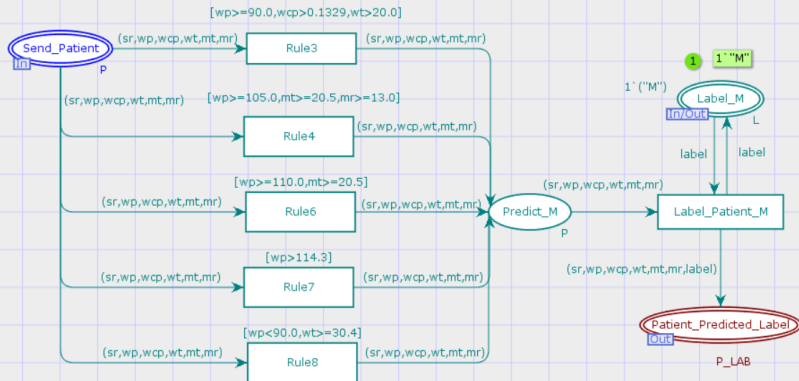 [wp>=90.0,wcp>0.1329,wt>20.0]
Send_Patient
In
P
(sr,wp,wcp,wt,mt,mr)
Rule3
(sr,wp,wcp,wt,mt,mr)
1
1`"M"
1`("M")
Label_M
In/Out
L
(sr,wp,wcp,wt,mt,mr)
[wp>=105.0,mt>=20.5,mr>=13.0]
(sr,wp,wcp,wt,mt,mr)
Rule4
label
label
[wp>=110.0,mt>=20.5]
(sr,wp,wcp,wt,mt,mr)
(sr,wp,wcp,wt,mt,mr)
Rule6
(sr,wp,wcp,wt,mt,mr)
Predict_M
P
Label_Patient_M
[wp>114.3]
(sr,wp,wcp,wt,mt,mr)
Rule7
(sr,wp,wcp,wt,mt,mr)
(sr,wp,wcp,wt,mt,mr,label)
[wp<90.0,wt>=30.4]
(sr,wp,wcp,wt,mt,mr)
Rule8
(sr,wp,wcp,wt,mt,mr)
Patient_Predicted_Label
Out
P_LAB